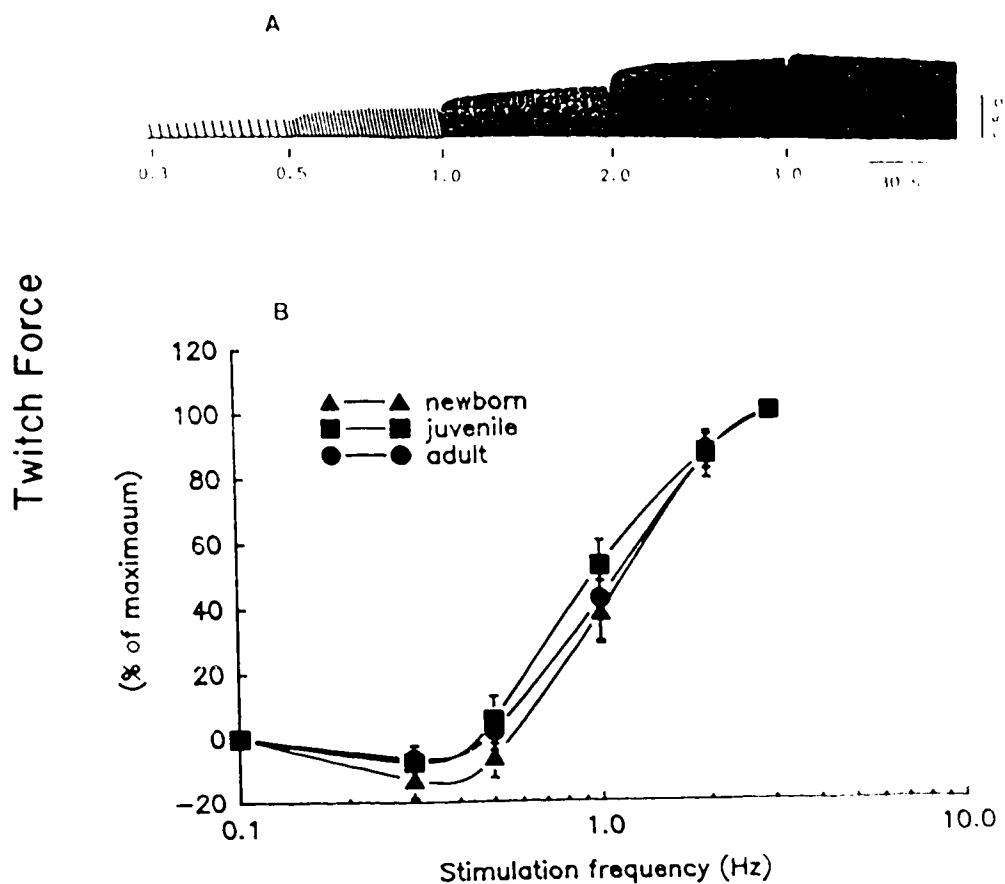 A
0.3 0.5 1.0 2.0 3.0
30 s
Twitch Force
B
(% of maximaum)
120
100
80
60
40
20
0
−20
newborn
juvenile
adult
0.1 1.0 10.0
Stimulation frequency (Hz)